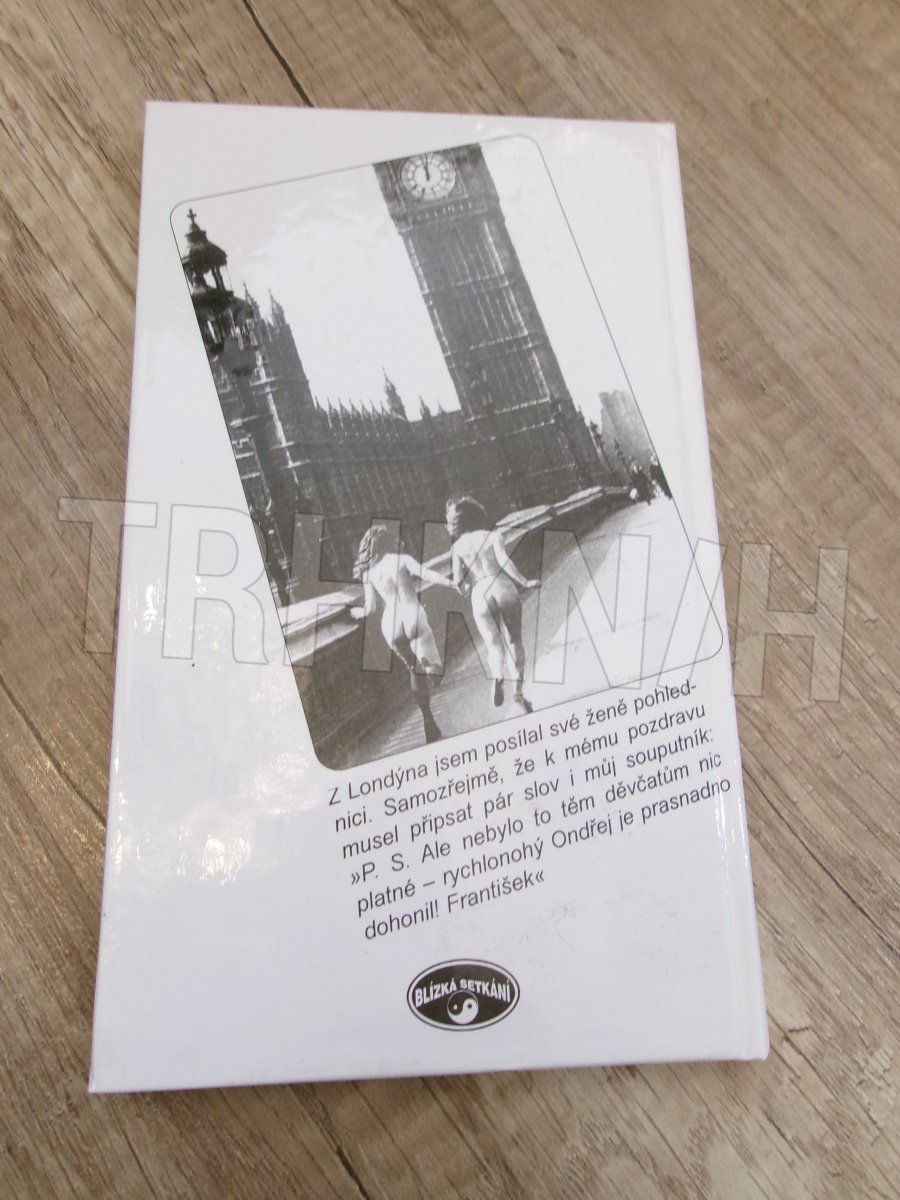 TRHKNIH
Z Londýna jsem posílal své ženě pohled-
nici. Samozřejmě, že k mému pozdravu
musel připsat pár slov i můj souputník:
»P. S. Ale nebylo to těm děvčatům nic
platné – rychlonohý Ondřej je prasnadno
dohonil! František«
BLÍZKÁ SETKÁNÍ